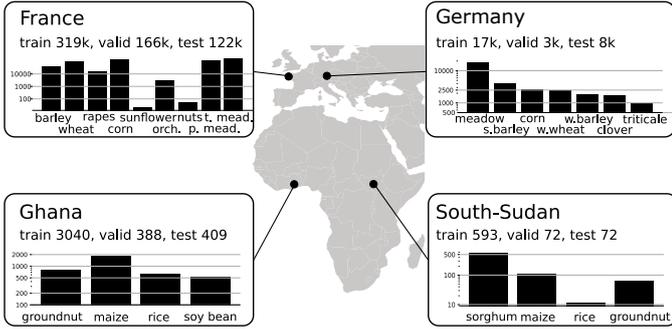 France
train 319k, valid 166k, test 122k
10000
1000
100
barley rapes sunflowernuts t. mead.
wheat corn orch. p. mead.
Germany
train 17k, valid 3k, test 8k
10000
2500
1000
500
meadow corn w.barley triticale
s.barley w.wheat clover
Ghana
train 3040, valid 388, test 409
2000
1000
500
200
100
groundnut maize rice soy bean
South-Sudan
train 593, valid 72, test 72
500
100
10
sorghum maize rice groundnut